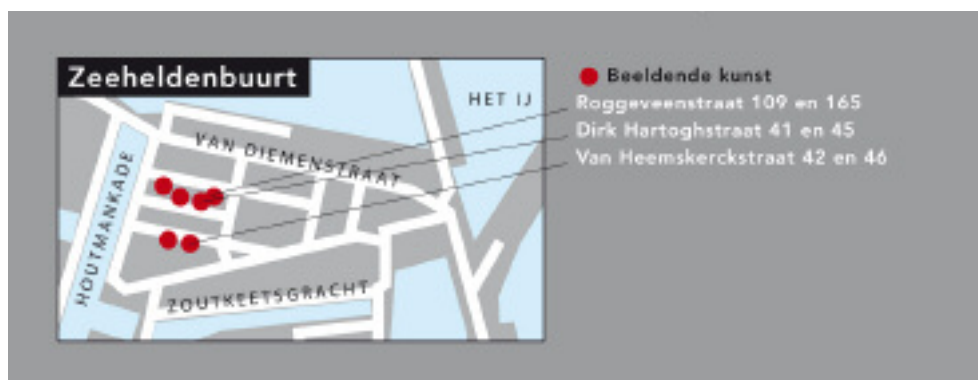 Zeeheldenbuurt
HET IJ
VAN DIEMENSTRAAT
HOUTMANKADE
ZOUTKEETSGRACHT
Beeldende kunst
Roggeveenstraat 109 en 165
Dirk Hartoghstraat 41 en 45
Van Heemskerckstraat 42 en 46